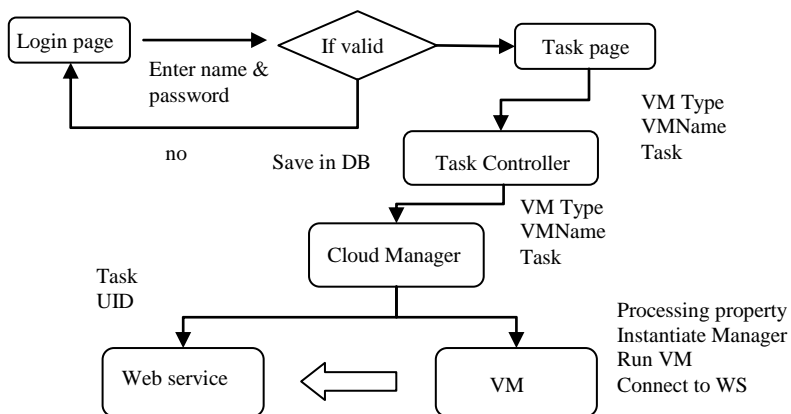 Login page
If valid
Task page
Enter name &
password
VM Type
VMName
Task
no
Save in DB
Task Controller
VM Type
VMName
Task
Cloud Manager
Task
UID
Processing property
Instantiate Manager
Run VM
Connect to WS
Web service
VM